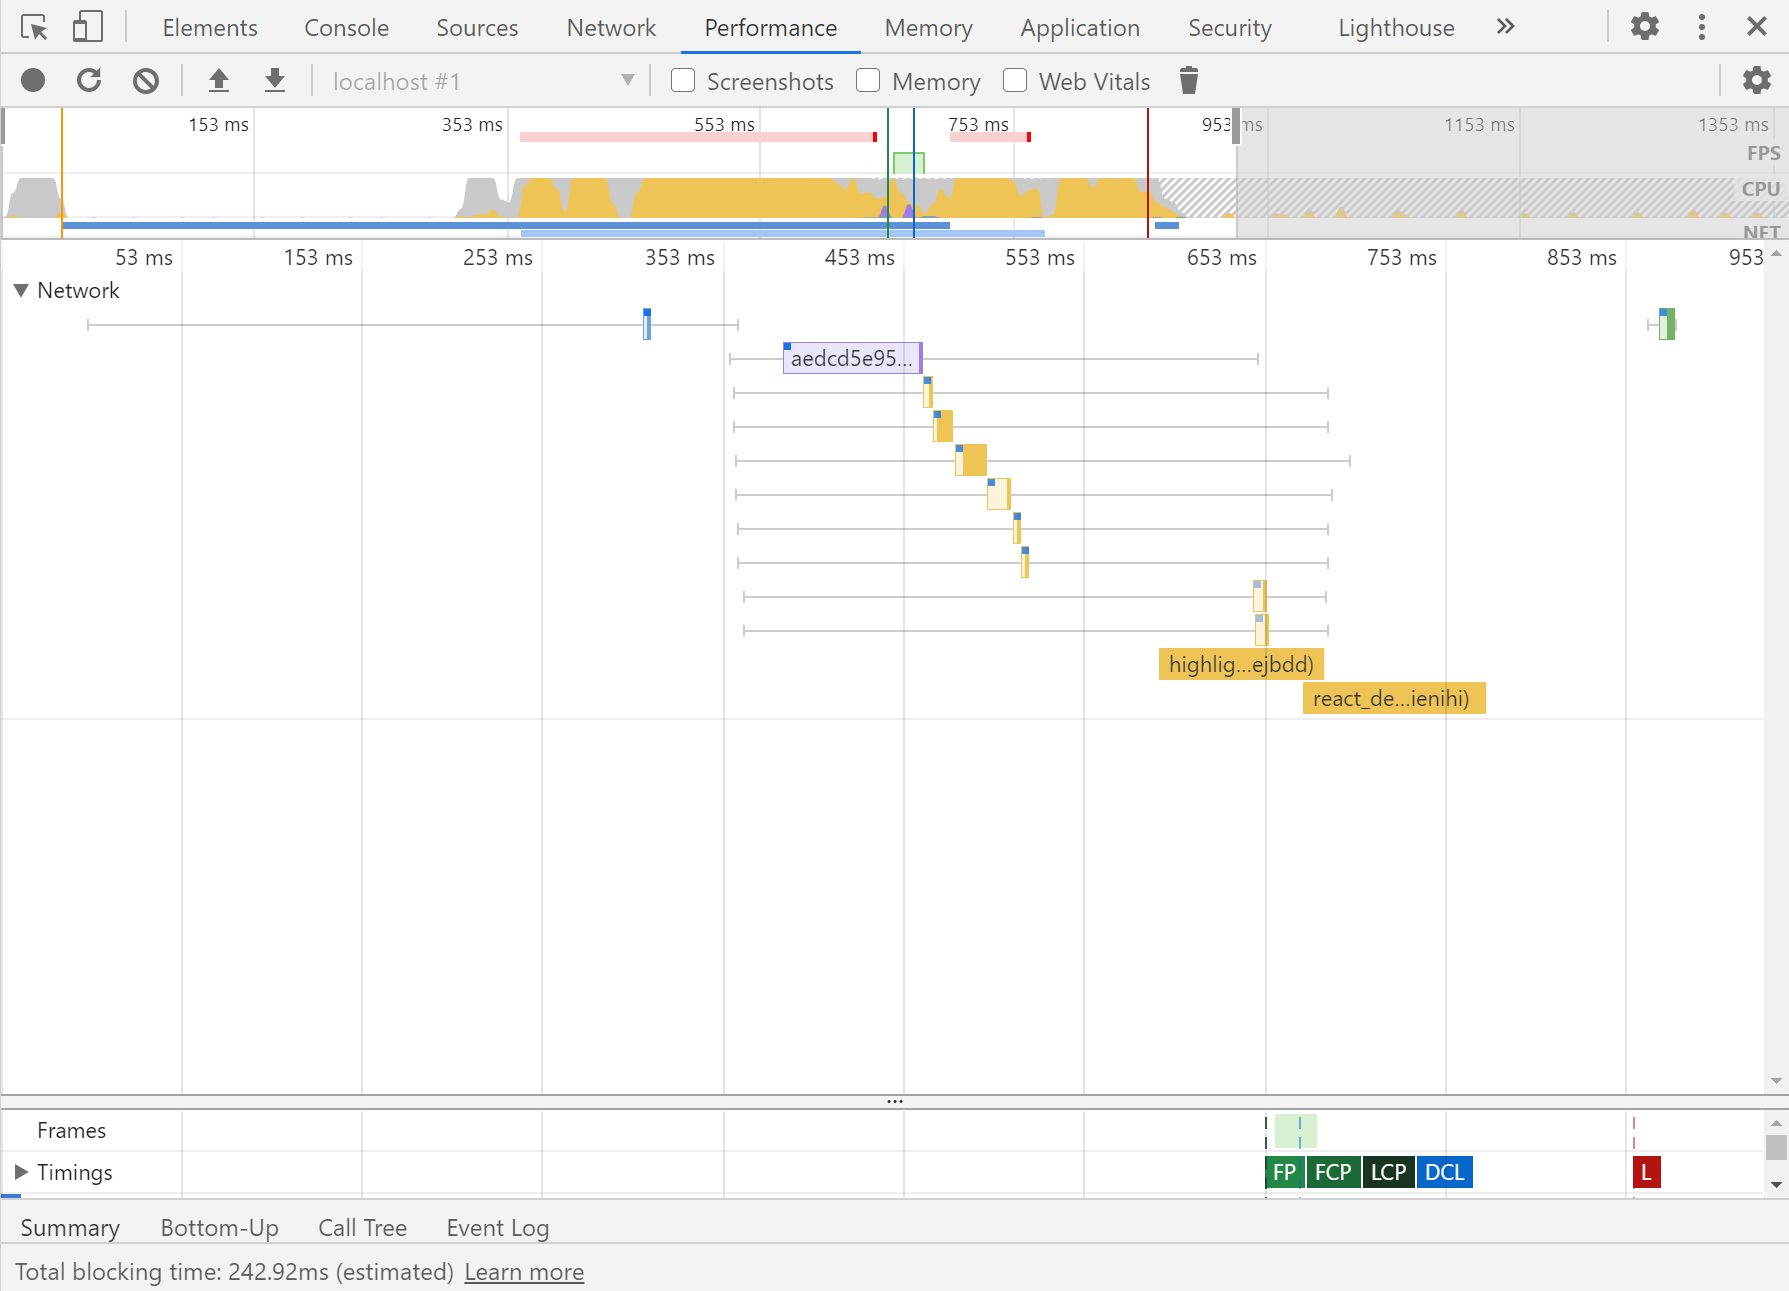 Elements Console Sources Network Performance Memory Application Security Lighthouse
localhost #1 Screenshots Memory Web Vitals
153 ms 353 ms 553 ms 753 ms 953 ms 1153 ms 1353 ms
FPS
CPU
NET
53 ms 153 ms 253 ms 353 ms 453 ms 553 ms 653 ms 753 ms 853 ms 953
Network
aedcd5e95...
highlig...ejbdd)
react_de...ienihi)
...
Frames
Timings FP FCP LCP DCL L
Summary Bottom-Up Call Tree Event Log
Total blocking time: 242.92ms (estimated) Learn more